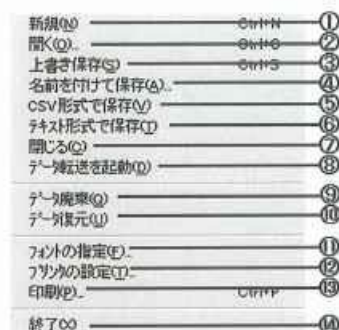 新規(N) Ctrl+N ①
開く(O)... Ctrl+O ②
上書き保存(S) Ctrl+S ③
名前を付けて保存(A)... ④
CSV形式で保存(V) ⑤
テキスト形式で保存(T) ⑥
閉じる(C) ⑦
データ転送を起動(D) ⑧
データ廃棄(Q) ⑨
データ復元(U) ⑩
フォントの指定(F)... ⑪
プリンタの設定(T)... ⑫
印刷(P)... Ctrl+P ⑬
終了(X) ⑭